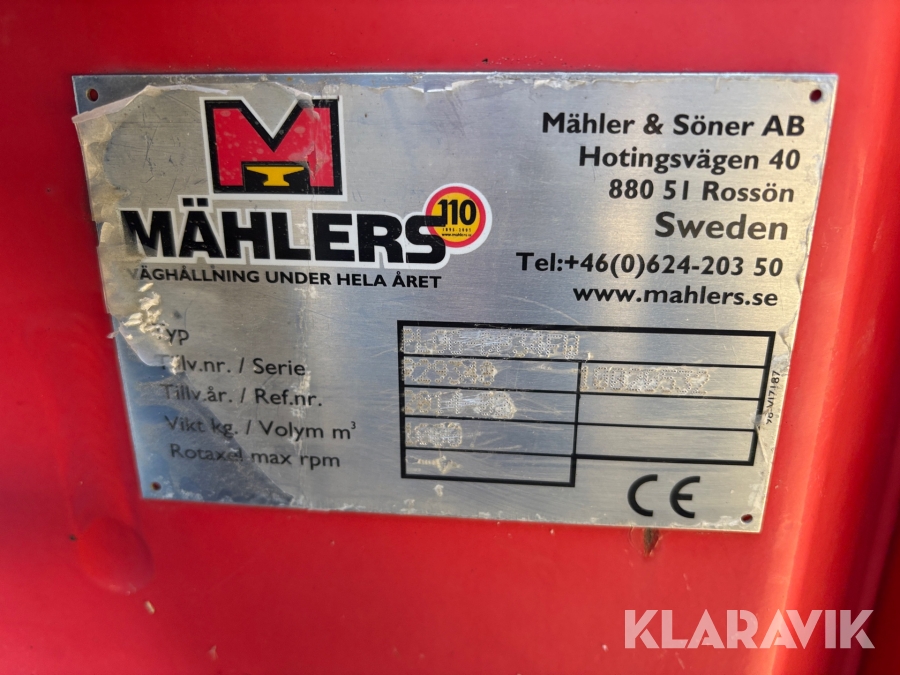 M
MÄHLERS
110
VÄGHÅLLNING UNDER HELA ÅRET
Mähler & Söner AB
Hotingsvägen 40
880 51 Rossön
Sweden
Tel:+46(0)624-203 50
www.mahlers.se
Typ
Tillv.nr. / Serie
Tillv.år. / Ref.nr.
Vikt kg. / Volym m³
Rotaxel max rpm
CE
KLARAVIK